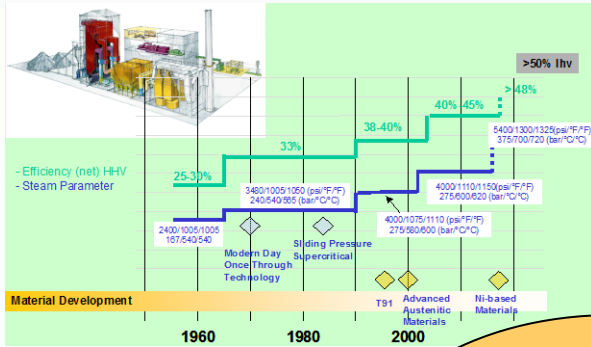 >50% lhv
> 48%
40% -45%
38-40%
33%
25-30%
5400/1300/1325(psi/°F/°F)
375/700/720 (bar/°C/°C)
- Efficiency (net) HHV
- Steam Parameter
3480/1005/1050 (psi/°F/°F)
240/540/565 (bar/°C/°C)
4000/1110/1150(psi/°F/°F)
275/600/620 (bar/°C/°C)
2400/1005/1005
167/540/540
4000/1075/1110 (psi/°F/°F)
275/580/600 (bar/°C/°C)
Modern Day
Once Through
Technology
Sliding Pressure
Supercritical
Material Development
T91
Advanced
Austenitic
Materials
Ni-based
Materials
1960
1980
2000